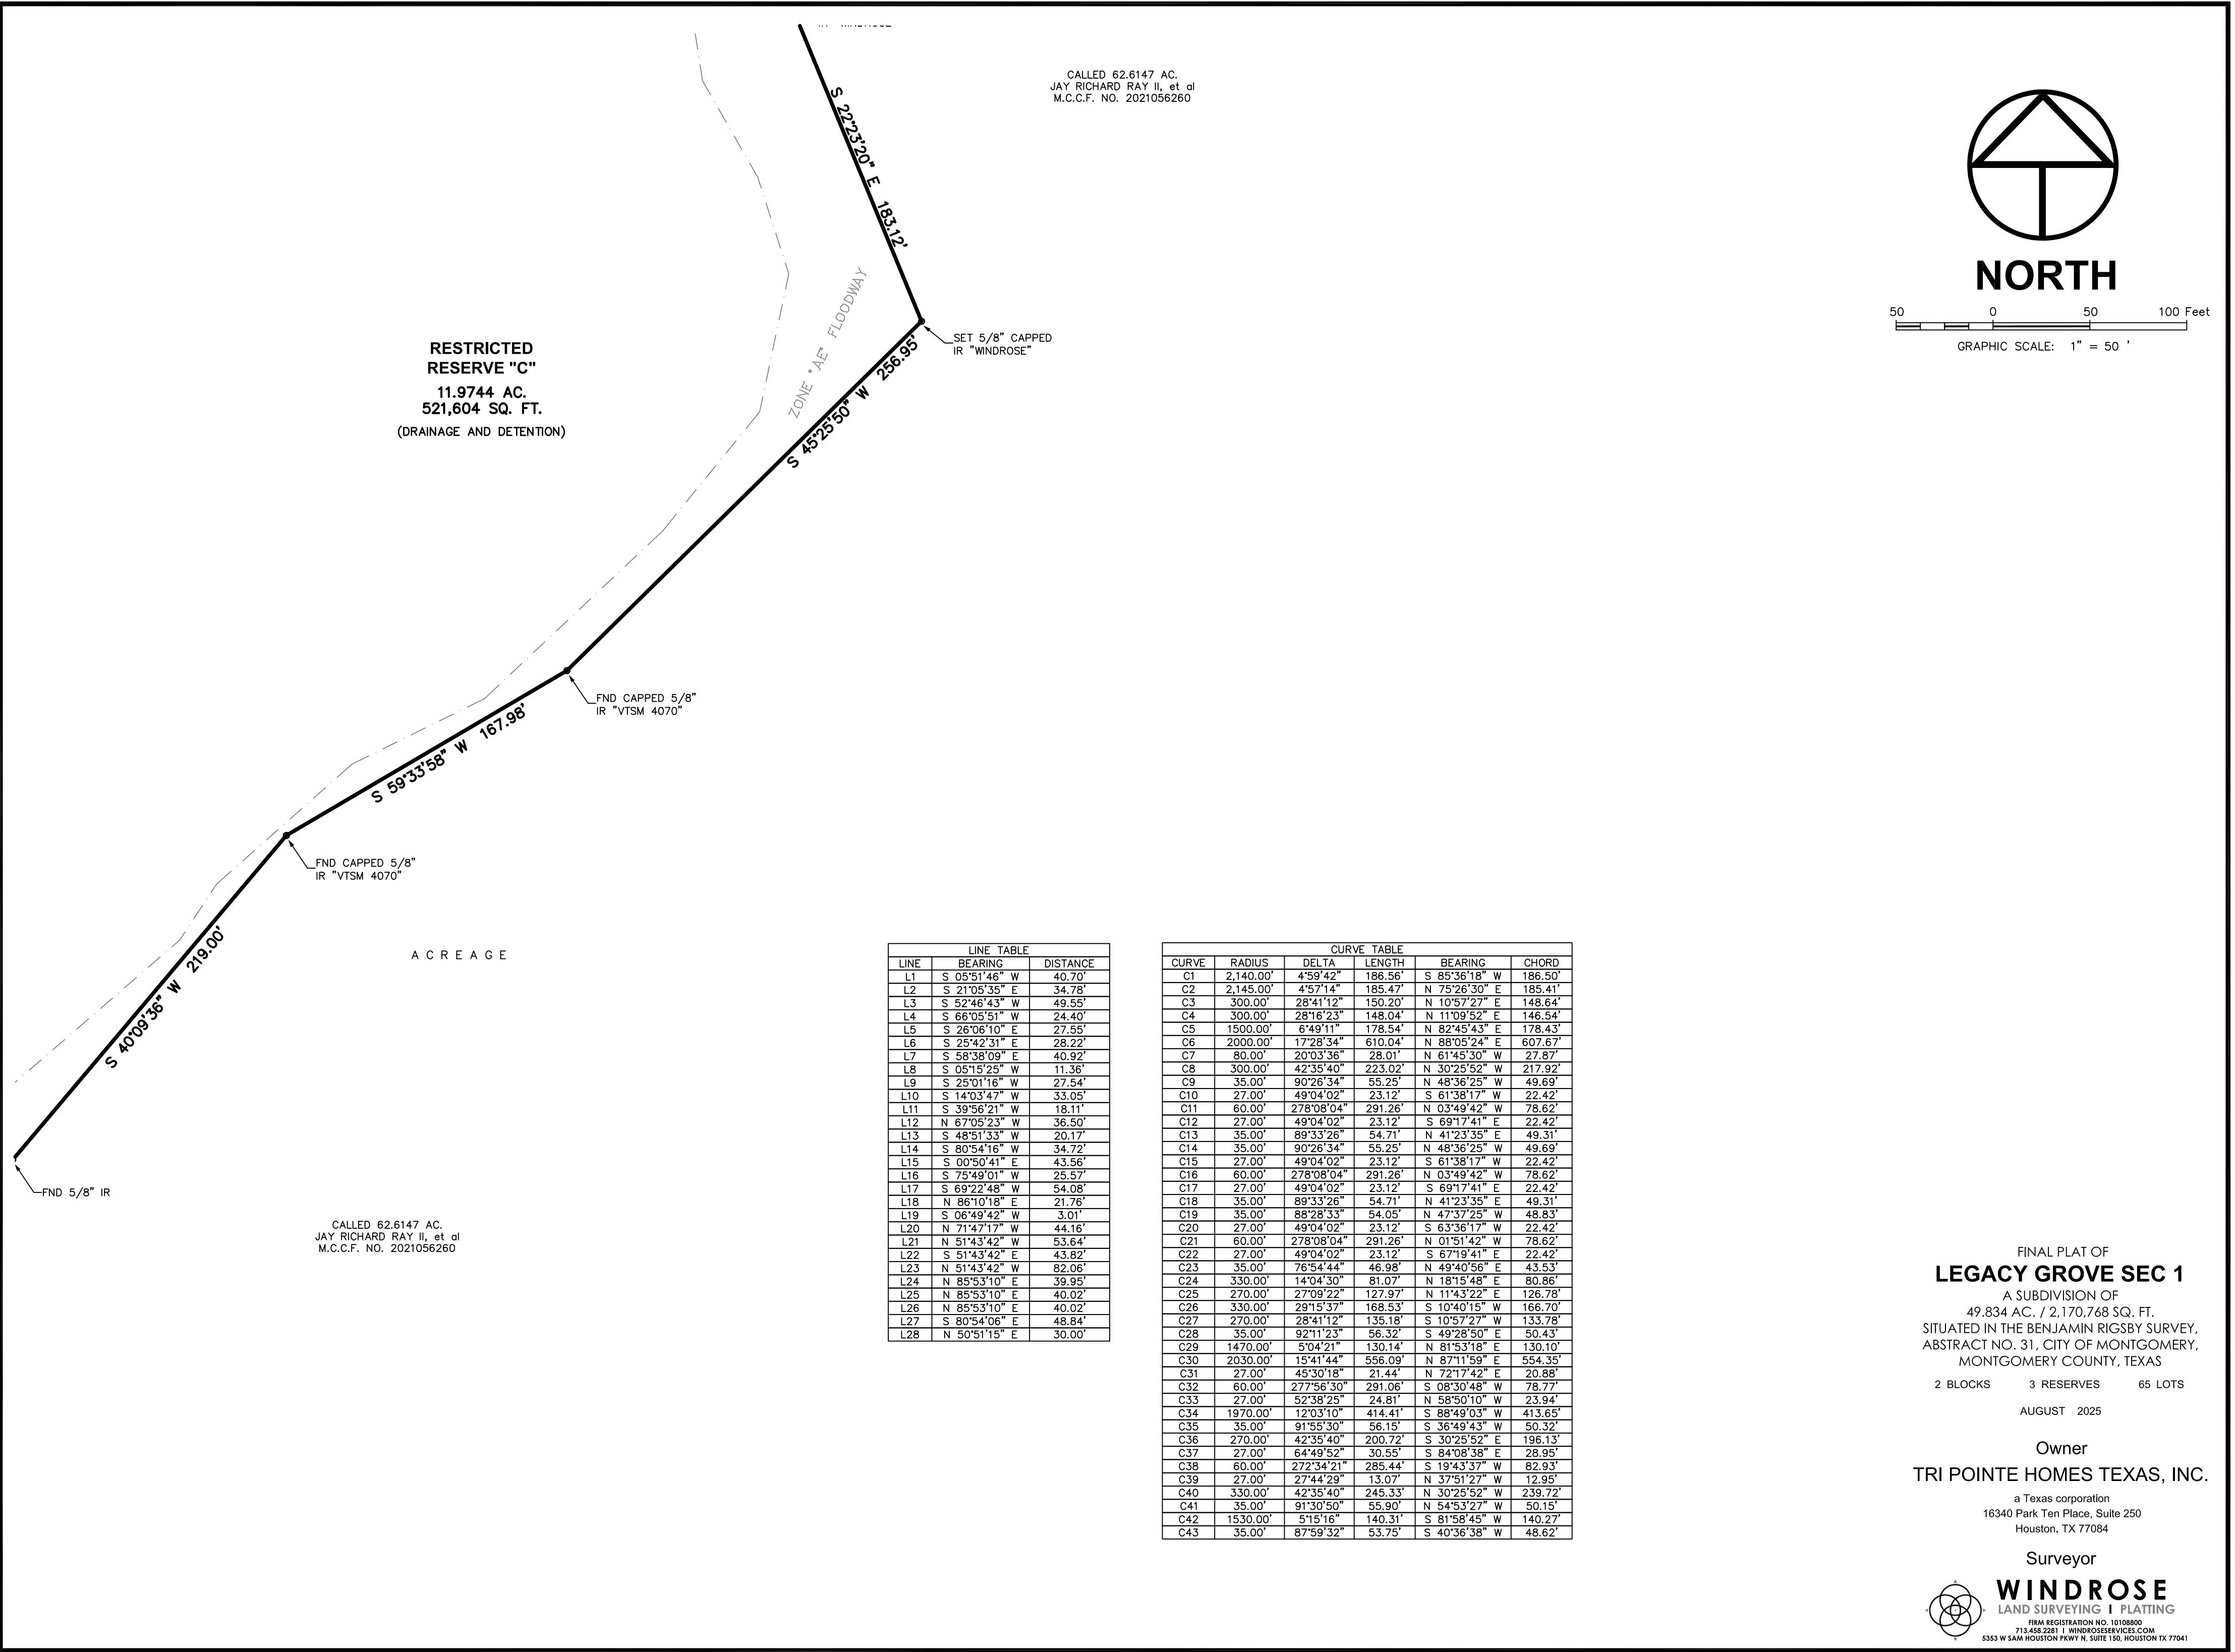 CALLED 62.6147 AC.
JAY RICHARD RAY II, et al
M.C.C.F. NO. 2021056260
S 22°23'20" E 183.12'
NORTH
50 0 50 100 Feet
GRAPHIC SCALE: 1" = 50 '
RESTRICTED
RESERVE "C"
11.9744 AC.
521,604 SQ. FT.
(DRAINAGE AND DETENTION)
ZONE "AE" FLOODWAY
SET 5/8" CAPPED
IR "WINDROSE"
S 45°25'50" W 256.95'
FND CAPPED 5/8"
IR "VTSM 4070"
S 59°33'58" W 167.98'
FND CAPPED 5/8"
IR "VTSM 4070"
ACREAGE
S 40°09'36" W 219.00'
FND 5/8" IR
CALLED 62.6147 AC.
JAY RICHARD RAY II, et al
M.C.C.F. NO. 2021056260
LINE TABLE
LINE BEARING DISTANCE
L1 S 05°51'46" W 40.70'
L2 S 21°05'35" E 34.78'
L3 S 52°46'43" W 49.55'
L4 S 66°05'51" W 24.40'
L5 S 26°06'10" E 27.55'
L6 S 25°42'31" E 28.22'
L7 S 58°38'09" E 40.92'
L8 S 05°15'25" W 11.36'
L9 S 25°01'16" W 27.54'
L10 S 14°03'47" W 33.05'
L11 S 39°56'21" W 18.11'
L12 N 67°05'23" W 36.50'
L13 S 48°51'33" W 20.17'
L14 S 80°54'16" W 34.72'
L15 S 00°50'41" E 43.56'
L16 S 75°49'01" W 25.57'
L17 S 69°22'48" W 54.08'
L18 N 86°10'18" E 21.76'
L19 S 06°49'42" W 3.01'
L20 N 71°47'17" W 44.16'
L21 N 51°43'42" W 53.64'
L22 S 51°43'42" E 43.82'
L23 N 51°43'42" W 82.06'
L24 N 85°53'10" E 39.95'
L25 N 85°53'10" E 40.02'
L26 N 85°53'10" E 40.02'
L27 S 80°54'06" E 48.84'
L28 N 50°51'15" E 30.00'
CURVE TABLE
CURVE RADIUS DELTA LENGTH BEARING CHORD
C1 2,140.00' 4°59'42" 186.56' S 85°36'18" W 186.50'
C2 2,145.00' 4°57'14" 185.47' N 75°26'30" E 185.41'
C3 300.00' 28°41'12" 150.20' N 10°57'27" E 148.64'
C4 300.00' 28°16'23" 148.04' N 11°09'52" E 146.54'
C5 1500.00' 6°49'11" 178.54' N 82°45'43" E 178.43'
C6 2000.00' 17°28'34" 610.04' N 88°05'24" E 607.67'
C7 80.00' 20°03'36" 28.01' N 61°45'30" W 27.87'
C8 300.00' 42°35'40" 223.02' N 30°25'52" W 217.92'
C9 35.00' 90°26'34" 55.25' N 48°36'25" W 49.69'
C10 27.00' 49°04'02" 23.12' S 61°38'17" W 22.42'
C11 60.00' 278°08'04" 291.26' N 03°49'42" W 78.62'
C12 27.00' 49°04'02" 23.12' S 69°17'41" E 22.42'
C13 35.00' 89°33'26" 54.71' N 41°23'35" E 49.31'
C14 35.00' 90°26'34" 55.25' N 48°36'25" W 49.69'
C15 27.00' 49°04'02" 23.12' S 61°38'17" W 22.42'
C16 60.00' 278°08'04" 291.26' N 03°49'42" W 78.62'
C17 27.00' 49°04'02" 23.12' S 69°17'41" E 22.42'
C18 35.00' 89°33'26" 54.71' N 41°23'35" E 49.31'
C19 35.00' 88°28'33" 54.05' N 47°37'25" W 48.83'
C20 27.00' 49°04'02" 23.12' S 63°36'17" W 22.42'
C21 60.00' 278°08'04" 291.26' N 01°51'42" W 78.62'
C22 27.00' 49°04'02" 23.12' S 67°19'41" E 22.42'
C23 35.00' 76°54'44" 46.98' N 49°40'56" E 43.53'
C24 330.00' 14°04'30" 81.07' N 18°15'48" E 80.86'
C25 270.00' 27°09'22" 127.97' N 11°43'22" E 126.78'
C26 330.00' 29°15'37" 168.53' S 10°40'15" W 166.70'
C27 270.00' 28°41'12" 135.18' S 10°57'27" W 133.78'
C28 35.00' 92°11'23" 56.32' S 49°28'50" E 50.43'
C29 1470.00' 5°04'21" 130.14' N 81°53'18" E 130.10'
C30 2030.00' 15°41'44" 556.09' N 87°11'59" E 554.35'
C31 27.00' 45°30'18" 21.44' N 72°17'42" E 20.88'
C32 60.00' 277°56'30" 291.06' S 08°30'48" W 78.77'
C33 27.00' 52°38'25" 24.81' N 58°50'10" W 23.94'
C34 1970.00' 12°03'10" 414.41' S 88°49'03" W 413.65'
C35 35.00' 91°55'30" 56.15' S 36°49'43" W 50.32'
C36 270.00' 42°35'40" 200.72' S 30°25'52" E 196.13'
C37 27.00' 64°49'52" 30.55' S 84°08'38" E 28.95'
C38 60.00' 272°34'21" 285.44' S 19°43'37" W 82.93'
C39 27.00' 27°44'29" 13.07' N 37°51'27" W 12.95'
C40 330.00' 42°35'40" 245.33' N 30°25'52" W 239.72'
C41 35.00' 91°30'50" 55.90' N 54°53'27" W 50.15'
C42 1530.00' 5°15'16" 140.31' S 81°58'45" W 140.27'
C43 35.00' 87°59'32" 53.75' S 40°36'38" W 48.62'
FINAL PLAT OF
LEGACY GROVE SEC 1
A SUBDIVISION OF
49.834 AC. / 2,170,768 SQ. FT.
SITUATED IN THE BENJAMIN RIGSBY SURVEY,
ABSTRACT NO. 31, CITY OF MONTGOMERY,
MONTGOMERY COUNTY, TEXAS
2 BLOCKS 3 RESERVES 65 LOTS
AUGUST 2025
Owner
TRI POINTE HOMES TEXAS, INC.
a Texas corporation
16340 Park Ten Place, Suite 250
Houston, TX 77084
Surveyor
WINDROSE
LAND SURVEYING | PLATTING
FIRM REGISTRATION NO. 10108800
713.458.2281 | WINDROSESERVICES.COM
5353 W SAM HOUSTON PKWY N, SUITE 150, HOUSTON TX 77041